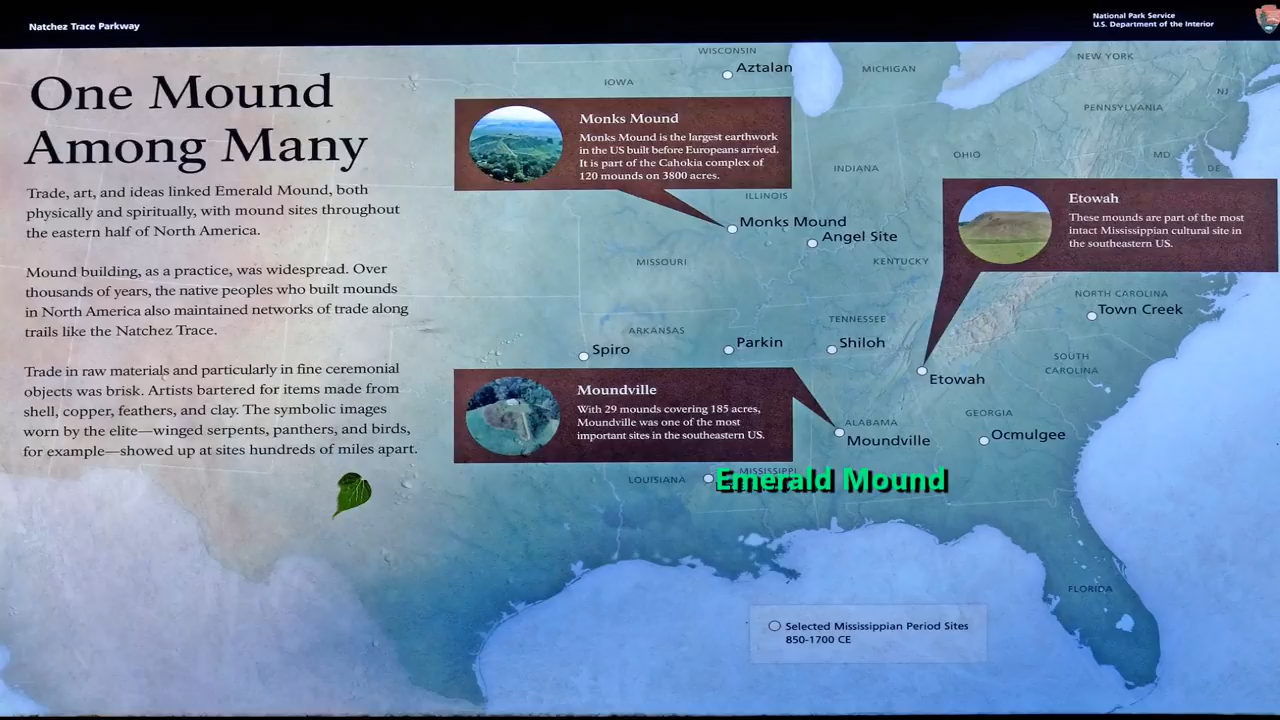 Natchez Trace Parkway
National Park Service
U.S. Department of the Interior
One Mound
Among Many
Trade, art, and ideas linked Emerald Mound, both
physically and spiritually, with mound sites throughout
the eastern half of North America.
Mound building, as a practice, was widespread. Over
thousands of years, the native peoples who built mounds
in North America also maintained networks of trade along
trails like the Natchez Trace.
Trade in raw materials and particularly in fine ceremonial
objects was brisk. Artists bartered for items made from
shell, copper, feathers, and clay. The symbolic images
worn by the elite—winged serpents, panthers, and birds,
for example—showed up at sites hundreds of miles apart.
WISCONSIN
Aztalan
IOWA
MICHIGAN
NEW YORK
NJ
PENNSYLVANIA
Monks Mound
Monks Mound is the largest earthwork
in the US built before Europeans arrived.
It is part of the Cahokia complex of
120 mounds on 3800 acres.
INDIANA
OHIO
MD
DE
ILLINOIS
Monks Mound
Angel Site
Etowah
These mounds are part of the most
intact Mississippian cultural site in
the southeastern US.
MISSOURI
KENTUCKY
NORTH CAROLINA
Town Creek
ARKANSAS
TENNESSEE
Spiro
Parkin
Shiloh
SOUTH
CAROLINA
Etowah
Moundville
With 29 mounds covering 185 acres,
Moundville was one of the most
important sites in the southeastern US.
ALABAMA
Moundville
GEORGIA
Ocmulgee
LOUISIANA
MISSISSIPPI
Emerald Mound
FLORIDA
Selected Mississippian Period Sites
850-1700 CE